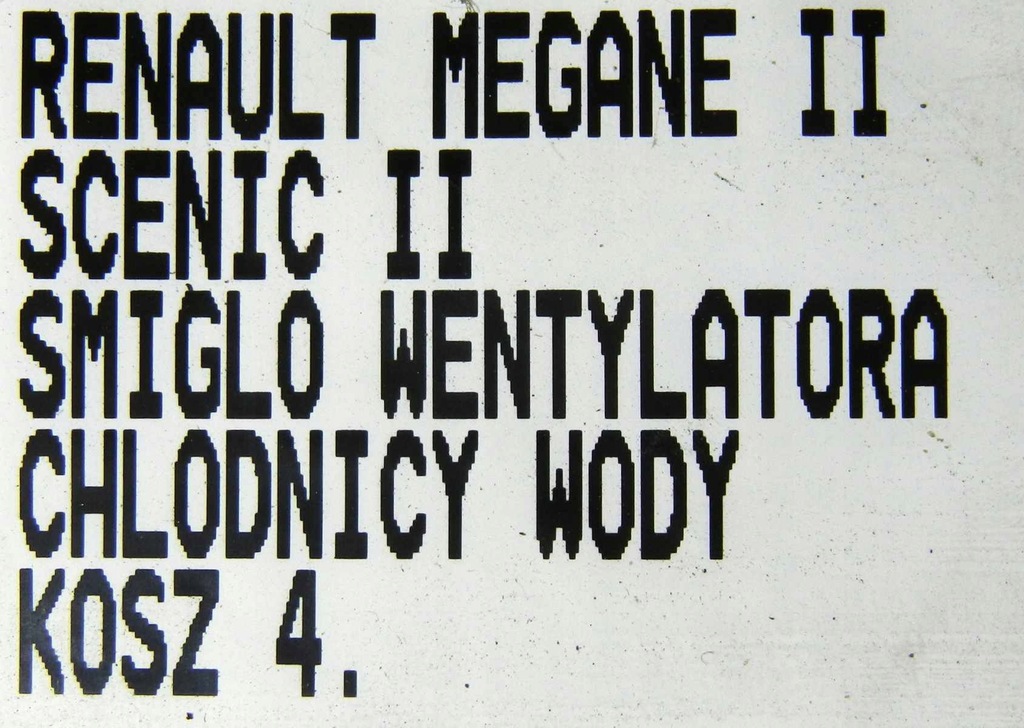 RENAULT MEGANE II
SCENIC II
SMIGLO WENTYLATORA
CHLODNICY WODY
KOSZ 4.